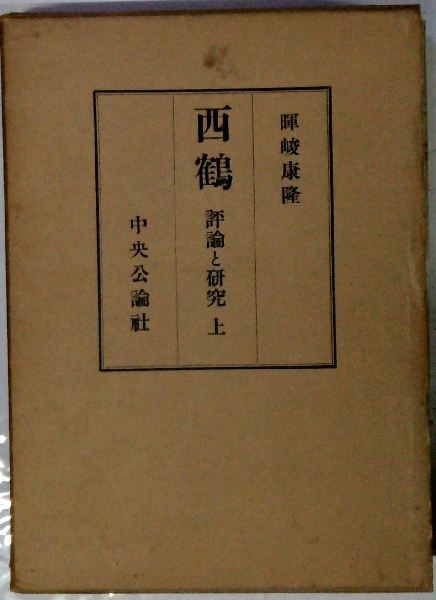 暉峻康隆
西鶴 評論と研究 上
中央公論社